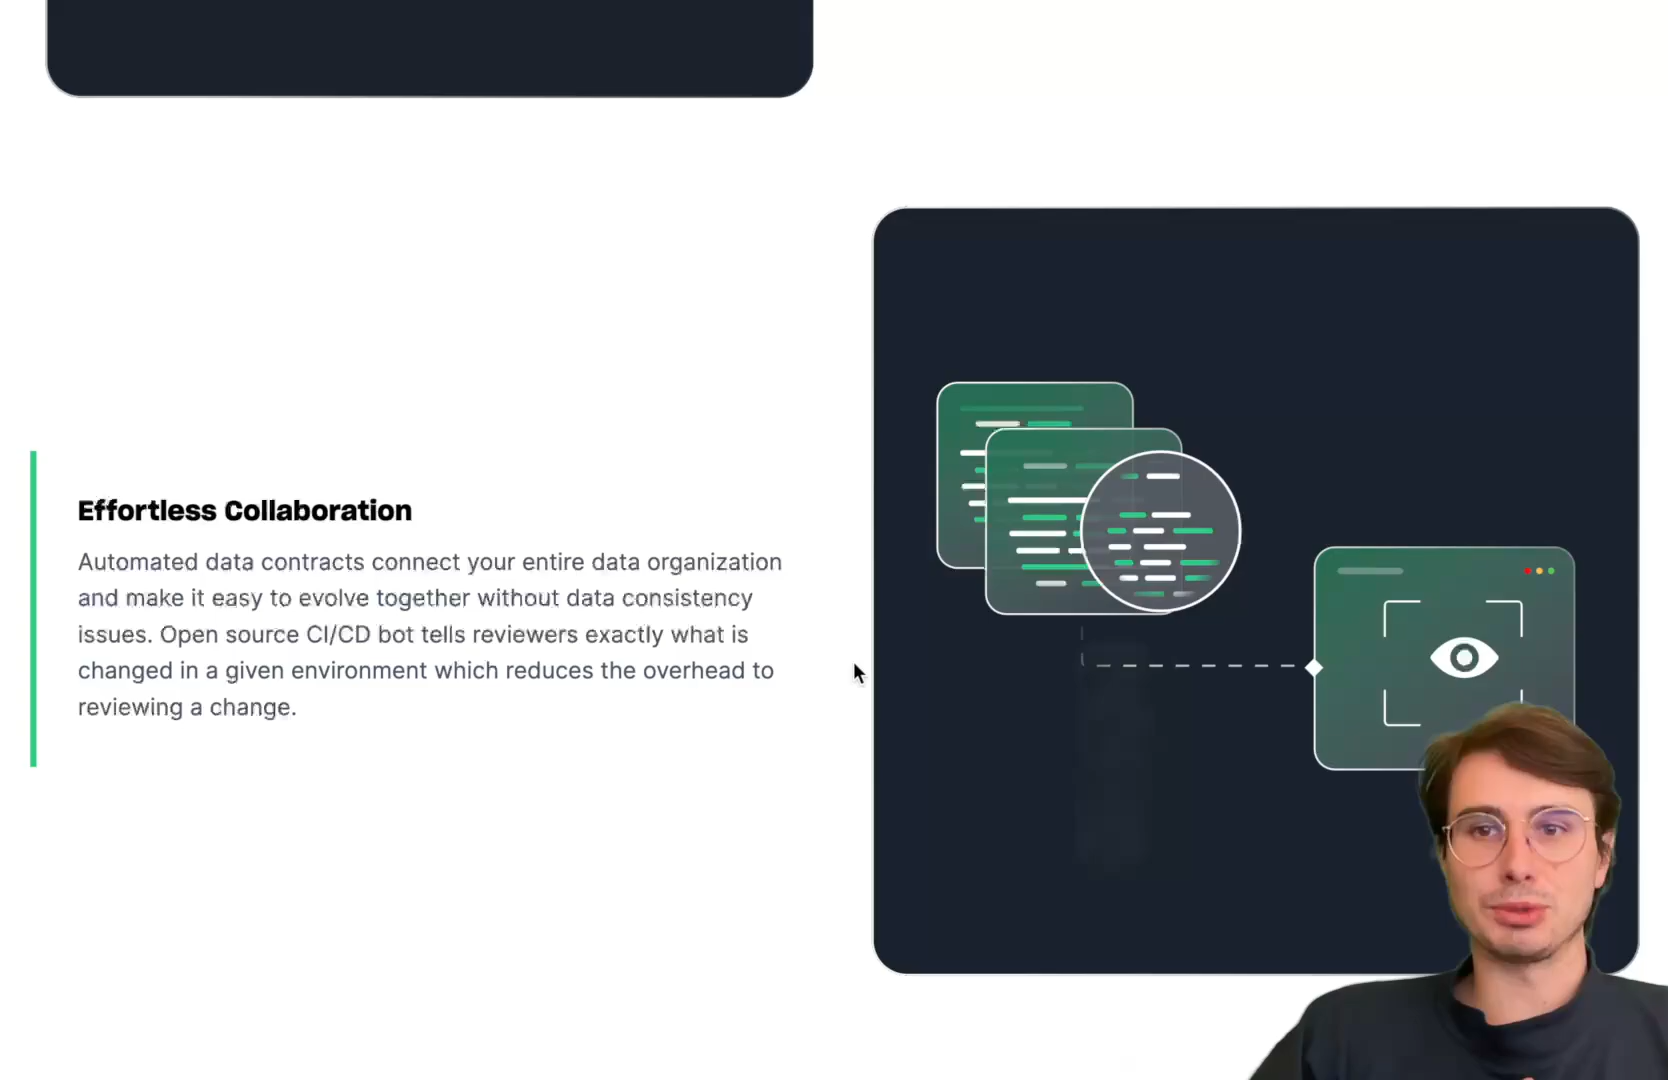 Effortless Collaboration
Automated data contracts connect your entire data organization
and make it easy to evolve together without data consistency
issues. Open source CI/CD bot tells reviewers exactly what is
changed in a given environment which reduces the overhead to
reviewing a change.